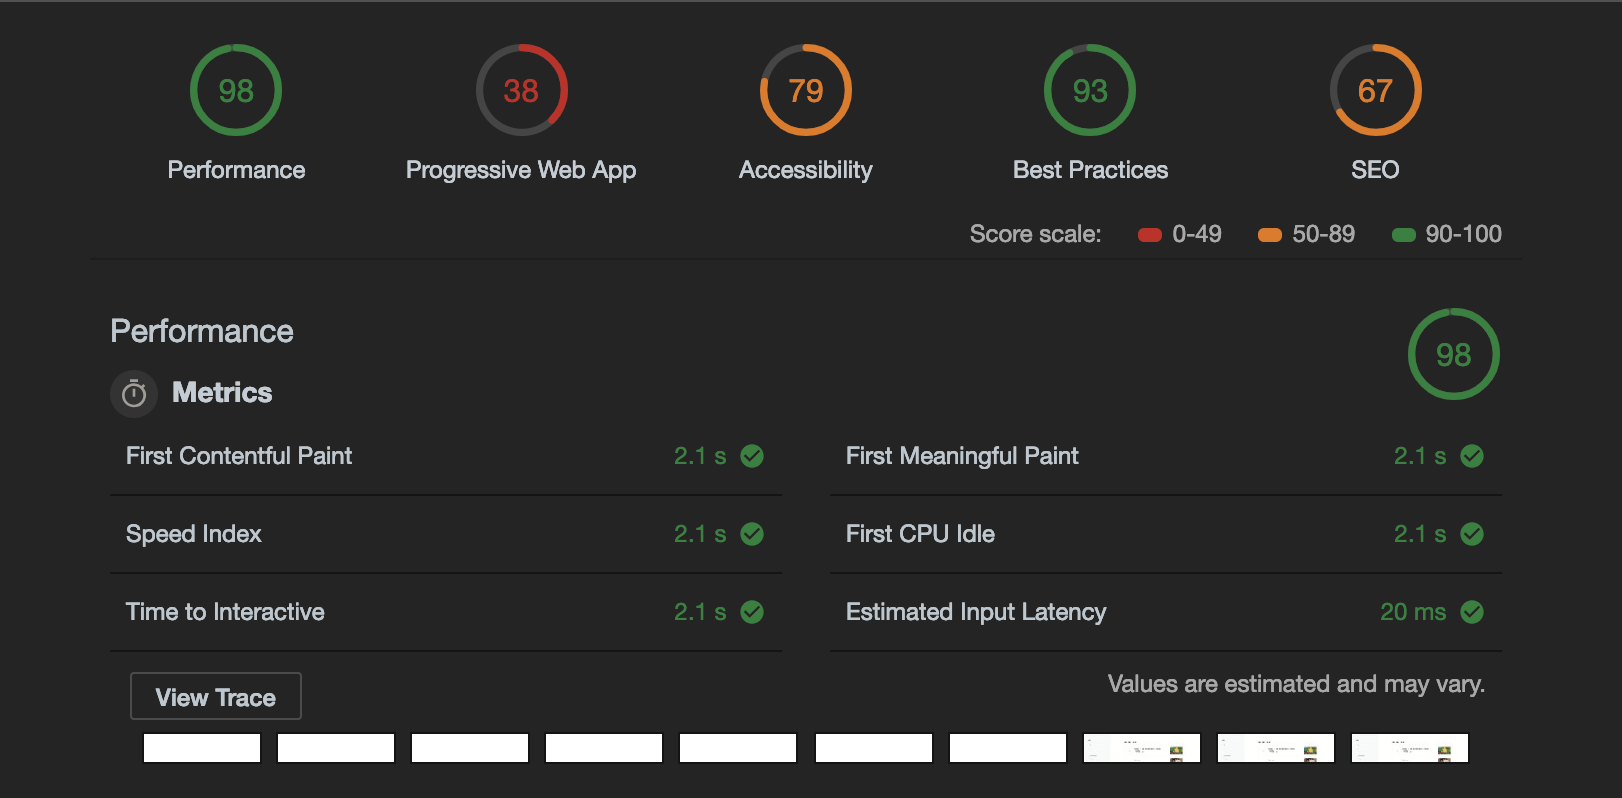 98 38 79 93 67
Performance Progressive Web App Accessibility Best Practices SEO
Score scale: 0-49 50-89 90-100
Performance
98
Metrics
First Contentful Paint 2.1 s
First Meaningful Paint 2.1 s
Speed Index 2.1 s
First CPU Idle 2.1 s
Time to Interactive 2.1 s
Estimated Input Latency 20 ms
View Trace
Values are estimated and may vary.